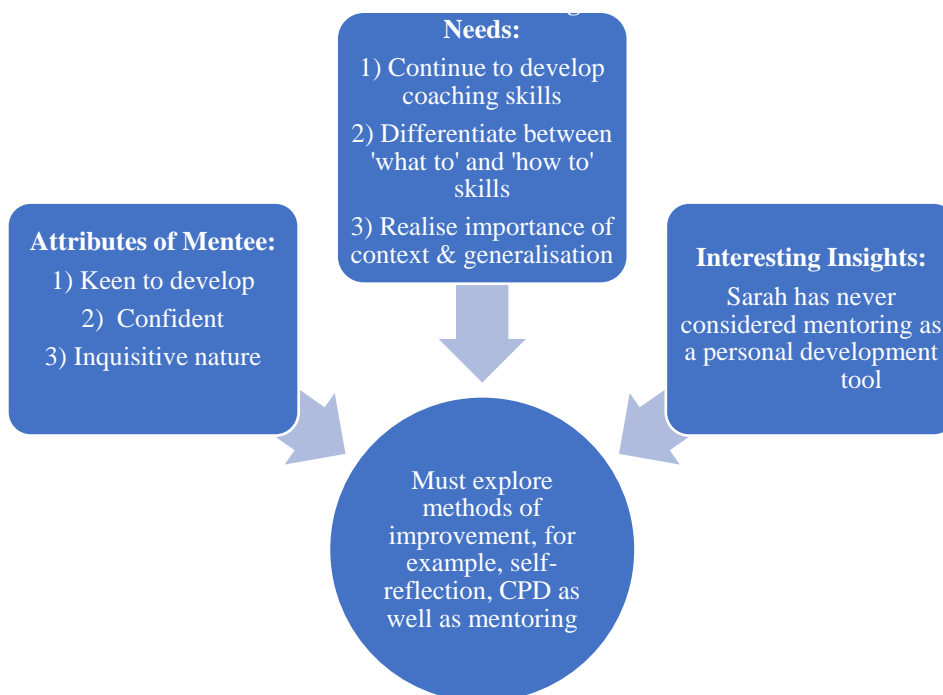 Attributes of Mentee:
1) Keen to develop
2) Confident
3) Inquisitive nature
Needs:
1) Continue to develop
coaching skills
2) Differentiate between
'what to' and 'how to'
skills
3) Realise importance of
context & generalisation
Interesting Insights:
Sarah has never
considered mentoring as
a personal development
tool
Must explore
methods of
improvement, for
example, self-
reflection, CPD as
well as mentoring